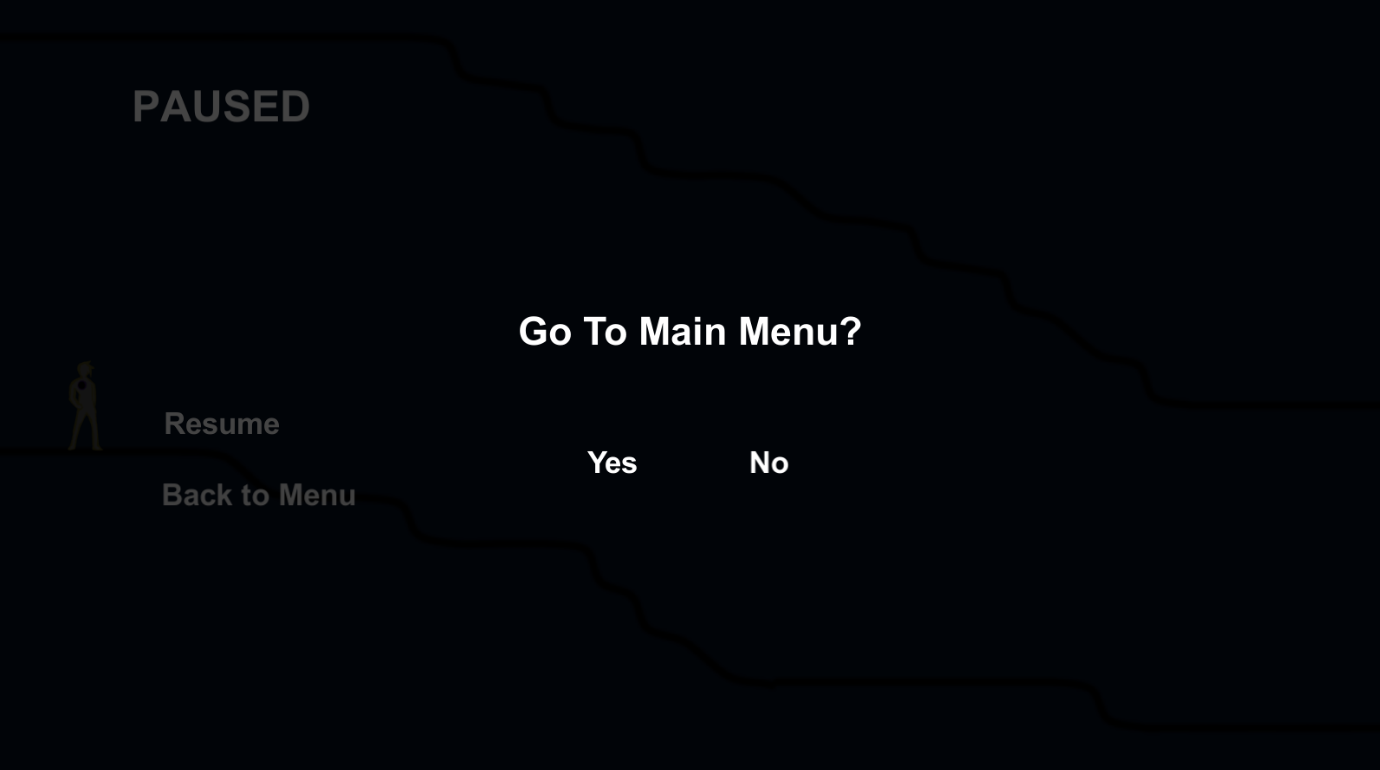 PAUSED
Go To Main Menu?
Resume
Yes No
Back to Menu